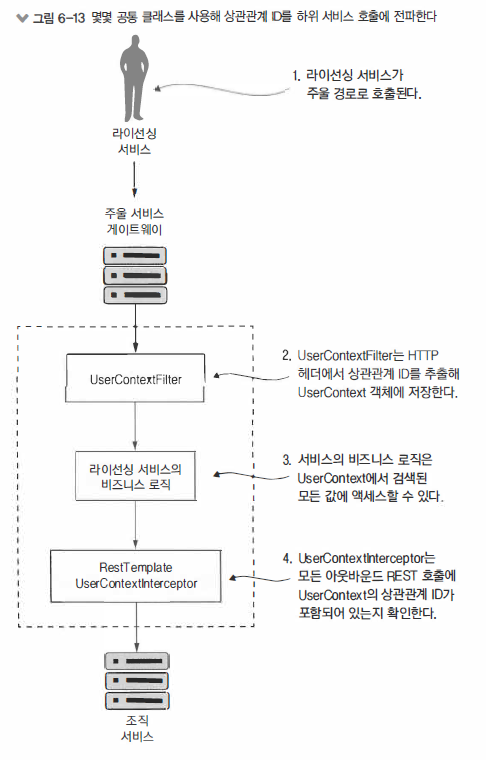 그림 6-13 몇몇 공통 클래스를 사용해 상관관계 ID를 하위 서비스 호출에 전파한다
1. 라이선싱 서비스가
주울 경로로 호출된다.
라이선싱
서비스
주울 서비스
게이트웨이
UserContextFilter
2. UserContextFilter는 HTTP
헤더에서 상관관계 ID를 추출해
UserContext 객체에 저장한다.
라이선싱 서비스의
비즈니스 로직
3. 서비스의 비즈니스 로직은
UserContext에서 검색된
모든 값에 액세스할 수 있다.
RestTemplate
UserContextInterceptor
4. UserContextInterceptor는
모든 아웃바운드 REST 호출에
UserContext의 상관관계 ID가
포함되어 있는지 확인한다.
조직
서비스